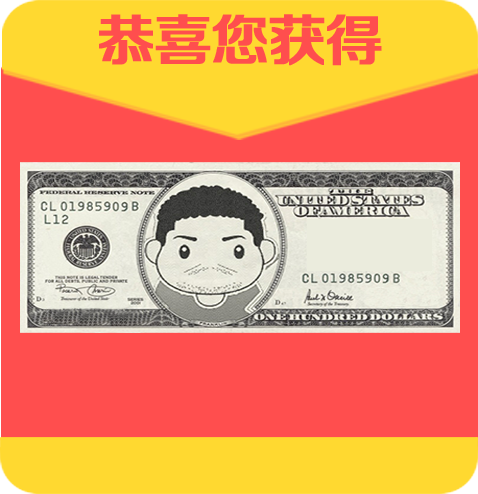 恭喜您获得
FEDERAL RESERVE NOTE
THE
UNITED STATES
OF AMERICA
CL 01985909 B
L12
THIS NOTE IS LEGAL TENDER
FOR ALL DEBTS, PUBLIC AND PRIVATE
CL 01985909 B
Treasurer of the United States
SERIES
Secretary of the Treasury
FRANKLIN
ONE HUNDRED DOLLARS